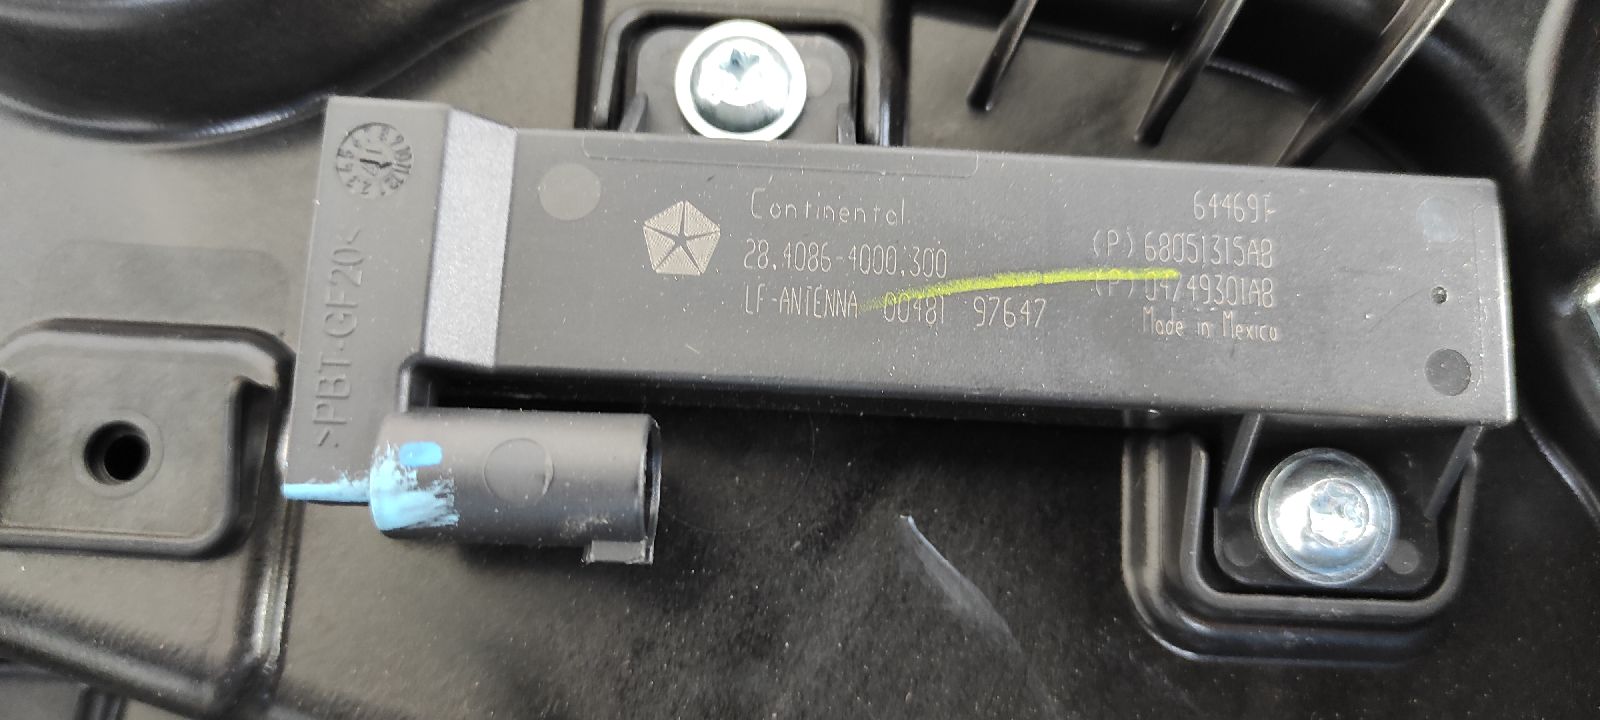 >PBT-GF20<
Continental
28.4086-4000.300
LF-ANTENNA 00481 97647
64469F
(P) 68051315AB
(P) 04749301AB
Made in Mexico